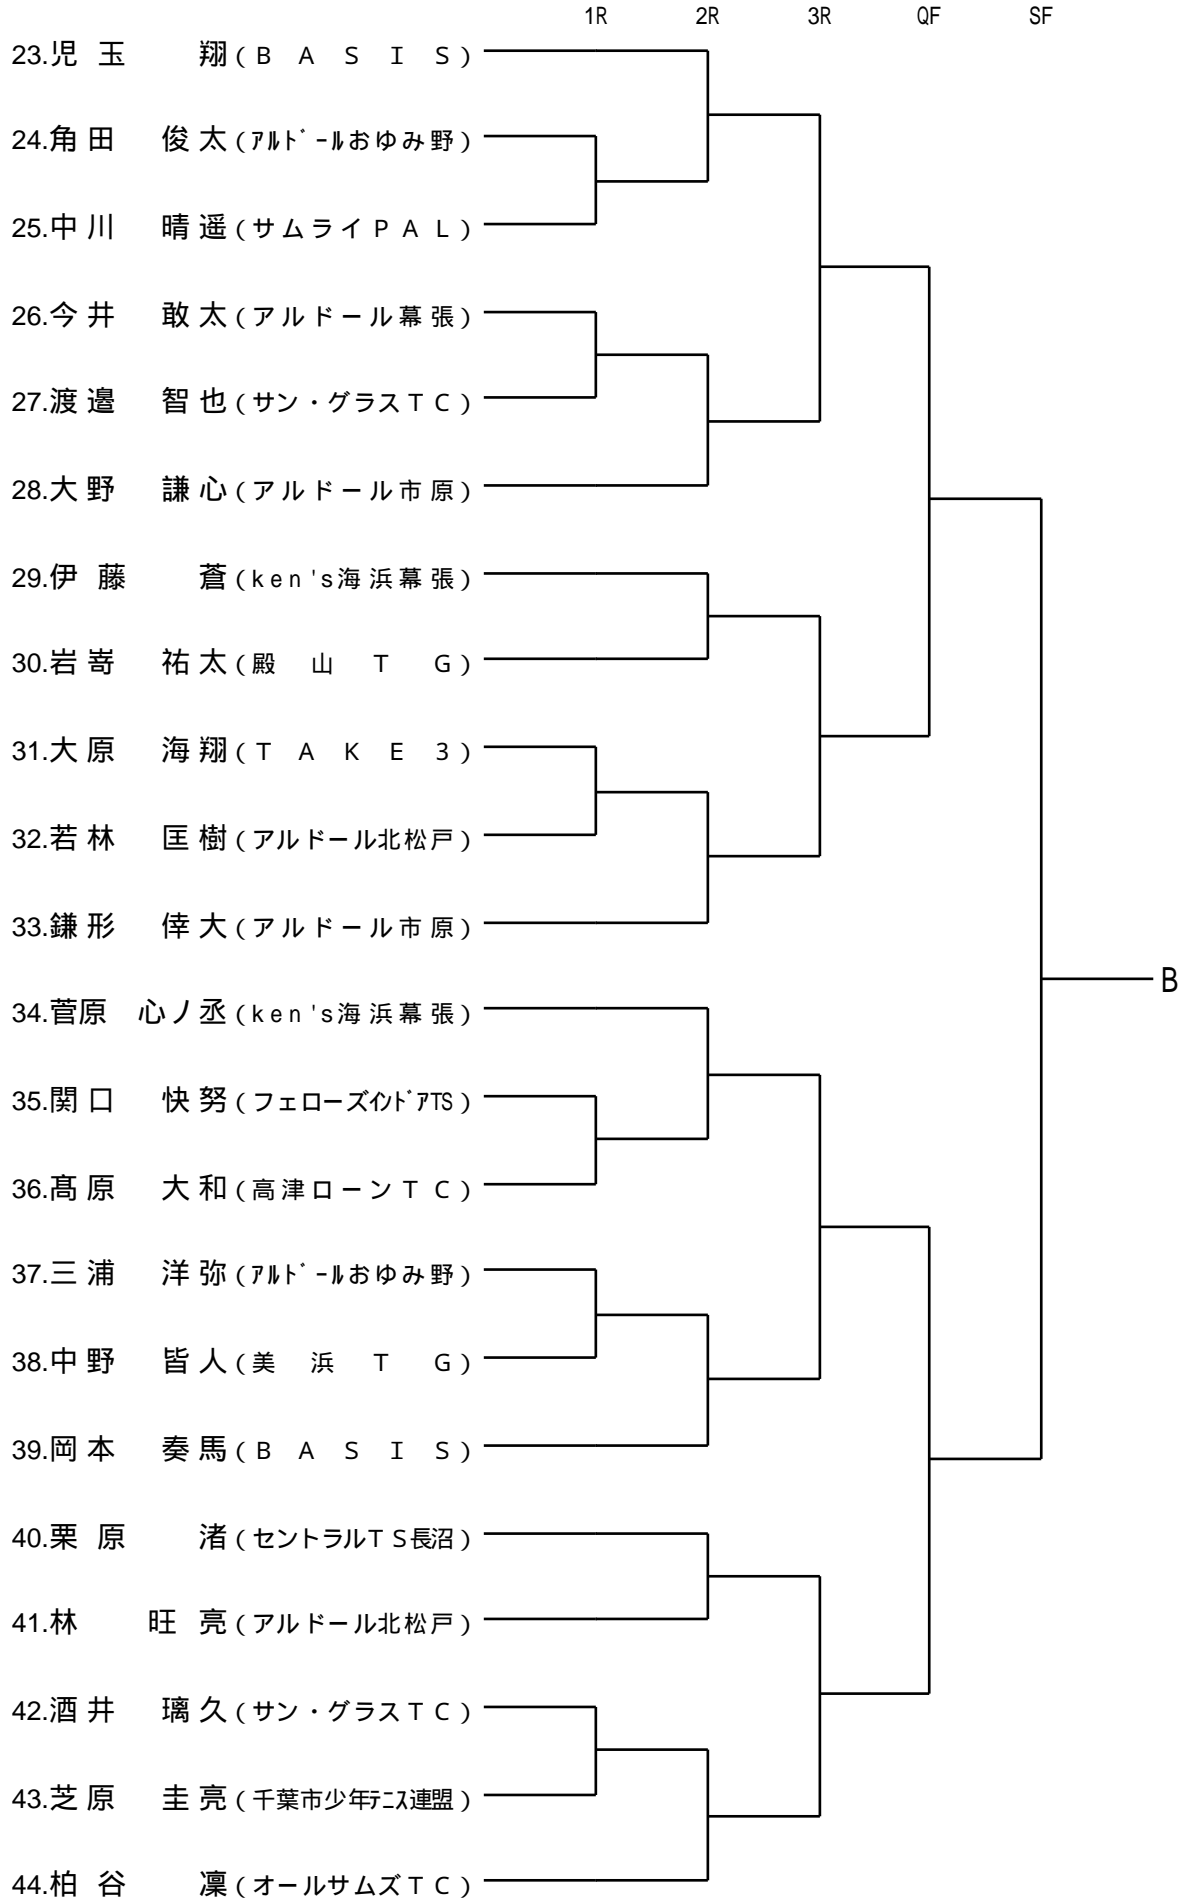 1R 2R 3R QF SF
23.児玉 翔(BASIS)
24.角田 俊太(ｱﾙﾄﾞｰﾙおゆみ野)
25.中川 晴遥(サムライPAL)
26.今井 敢太(アルドール幕張)
27.渡邉 智也(サン・グラスTC)
28.大野 謙心(アルドール市原)
29.伊藤 蒼(ken's海浜幕張)
30.岩嵜 祐太(殿山TG)
31.大原 海翔(TAKE3)
32.若林 匡樹(アルドール北松戸)
33.鎌形 倖大(アルドール市原)
B
34.菅原 心ノ丞(ken's海浜幕張)
35.関口 快努(フェローズｲﾝﾄﾞｱTS)
36.髙原 大和(高津ローンTC)
37.三浦 洋弥(ｱﾙﾄﾞｰﾙおゆみ野)
38.中野 皆人(美浜TG)
39.岡本 奏馬(BASIS)
40.栗原 渚(セントラルTS長沼)
41.林 旺亮(アルドール北松戸)
42.酒井 璃久(サン・グラスTC)
43.芝原 圭亮(千葉市少年ﾃﾆｽ連盟)
44.柏谷 凜(オールサムズTC)